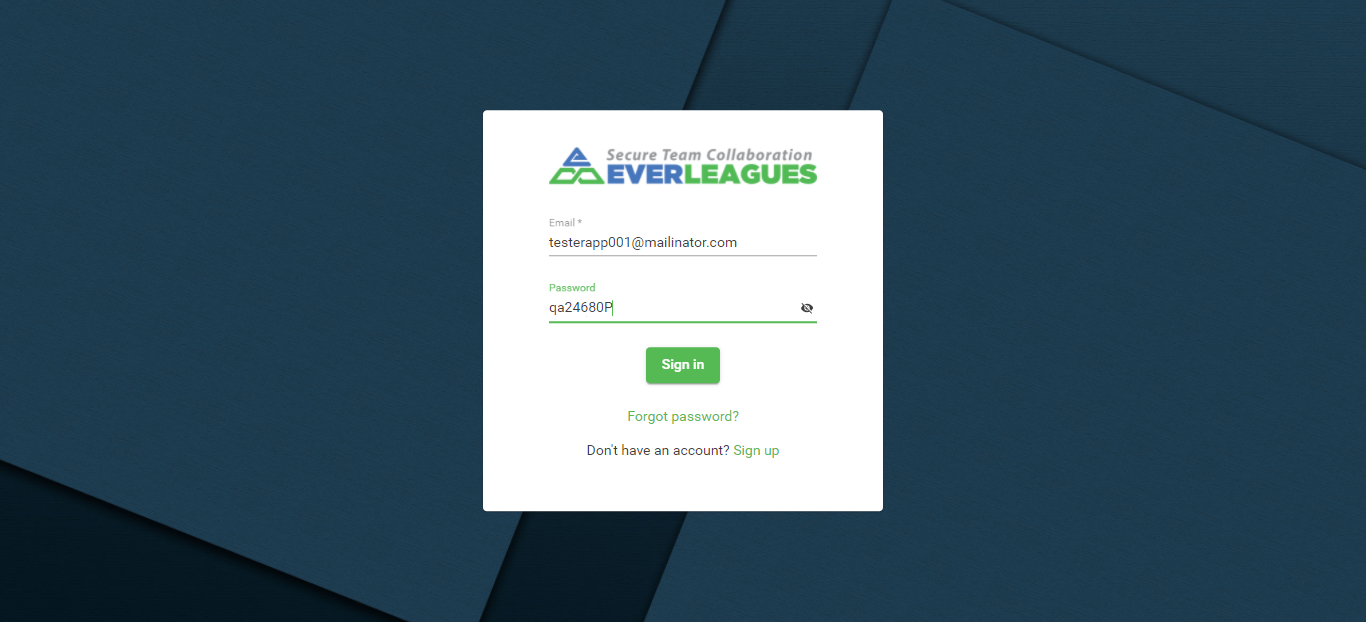 Secure Team Collaboration
EVERLEAGUES
Email *
testerapp001@mailinator.com
Password
qa24680P
Sign in
Forgot password?
Don't have an account? Sign up